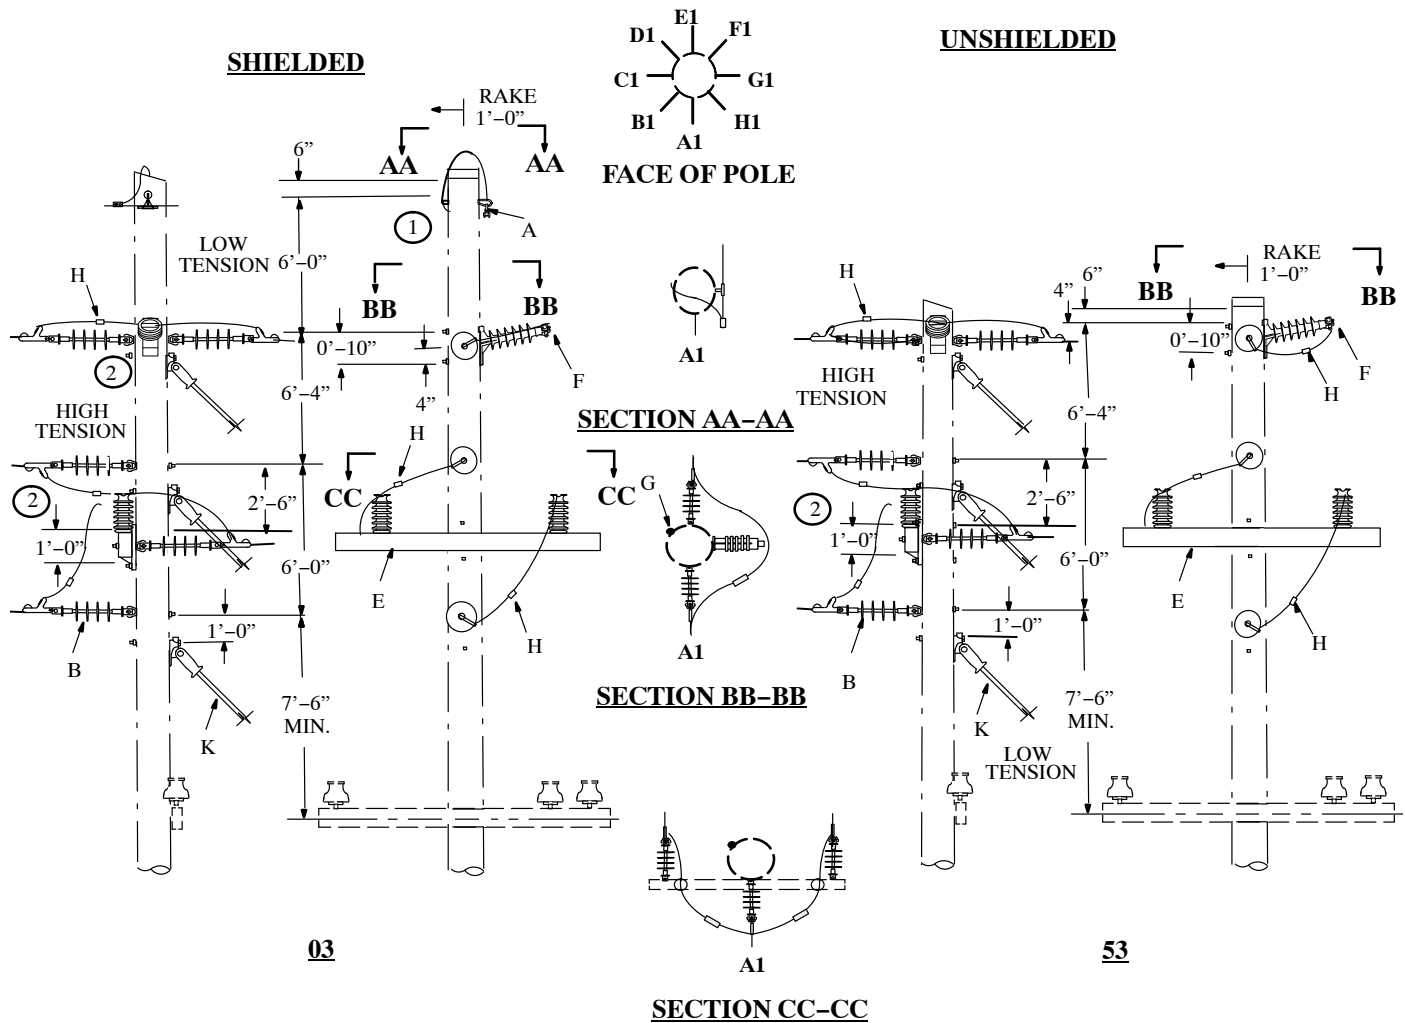 SHIELDED
UNSHIELDED
E1
D1
F1
C1
G1
B1
H1
A1
FACE OF POLE
RAKE
1'-0"
AA
AA
6"
1
A
LOW
TENSION
6'-0"
H
BB
BB
0'-10"
F
2
6'-4"
4"
HIGH
TENSION
H
CC
CC
2
2'-6"
1'-0"
6'-0"
E
1'-0"
H
B
K
7'-6"
MIN.
03
A1
SECTION AA-AA
G
A1
SECTION BB-BB
A1
SECTION CC-CC
H
4"
6"
BB
RAKE
1'-0"
BB
0'-10"
H
F
HIGH
TENSION
6'-4"
2
2'-6"
1'-0"
6'-0"
E
1'-0"
H
B
K
7'-6"
MIN.
LOW
TENSION
53